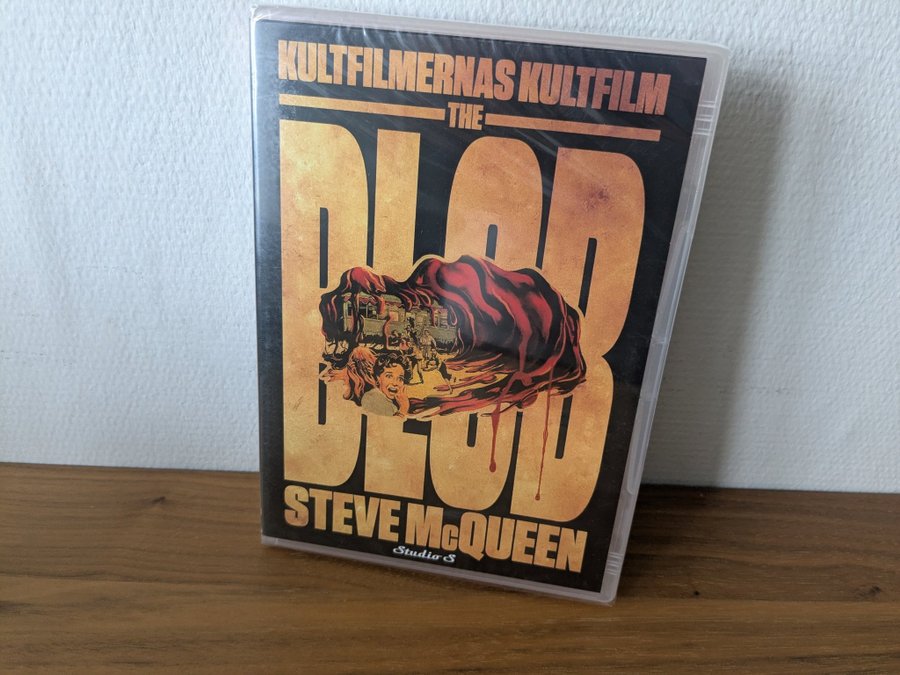 KULTFILMERNAS KULTFILM
THE
BLOB
STEVE McQUEEN
Studio S